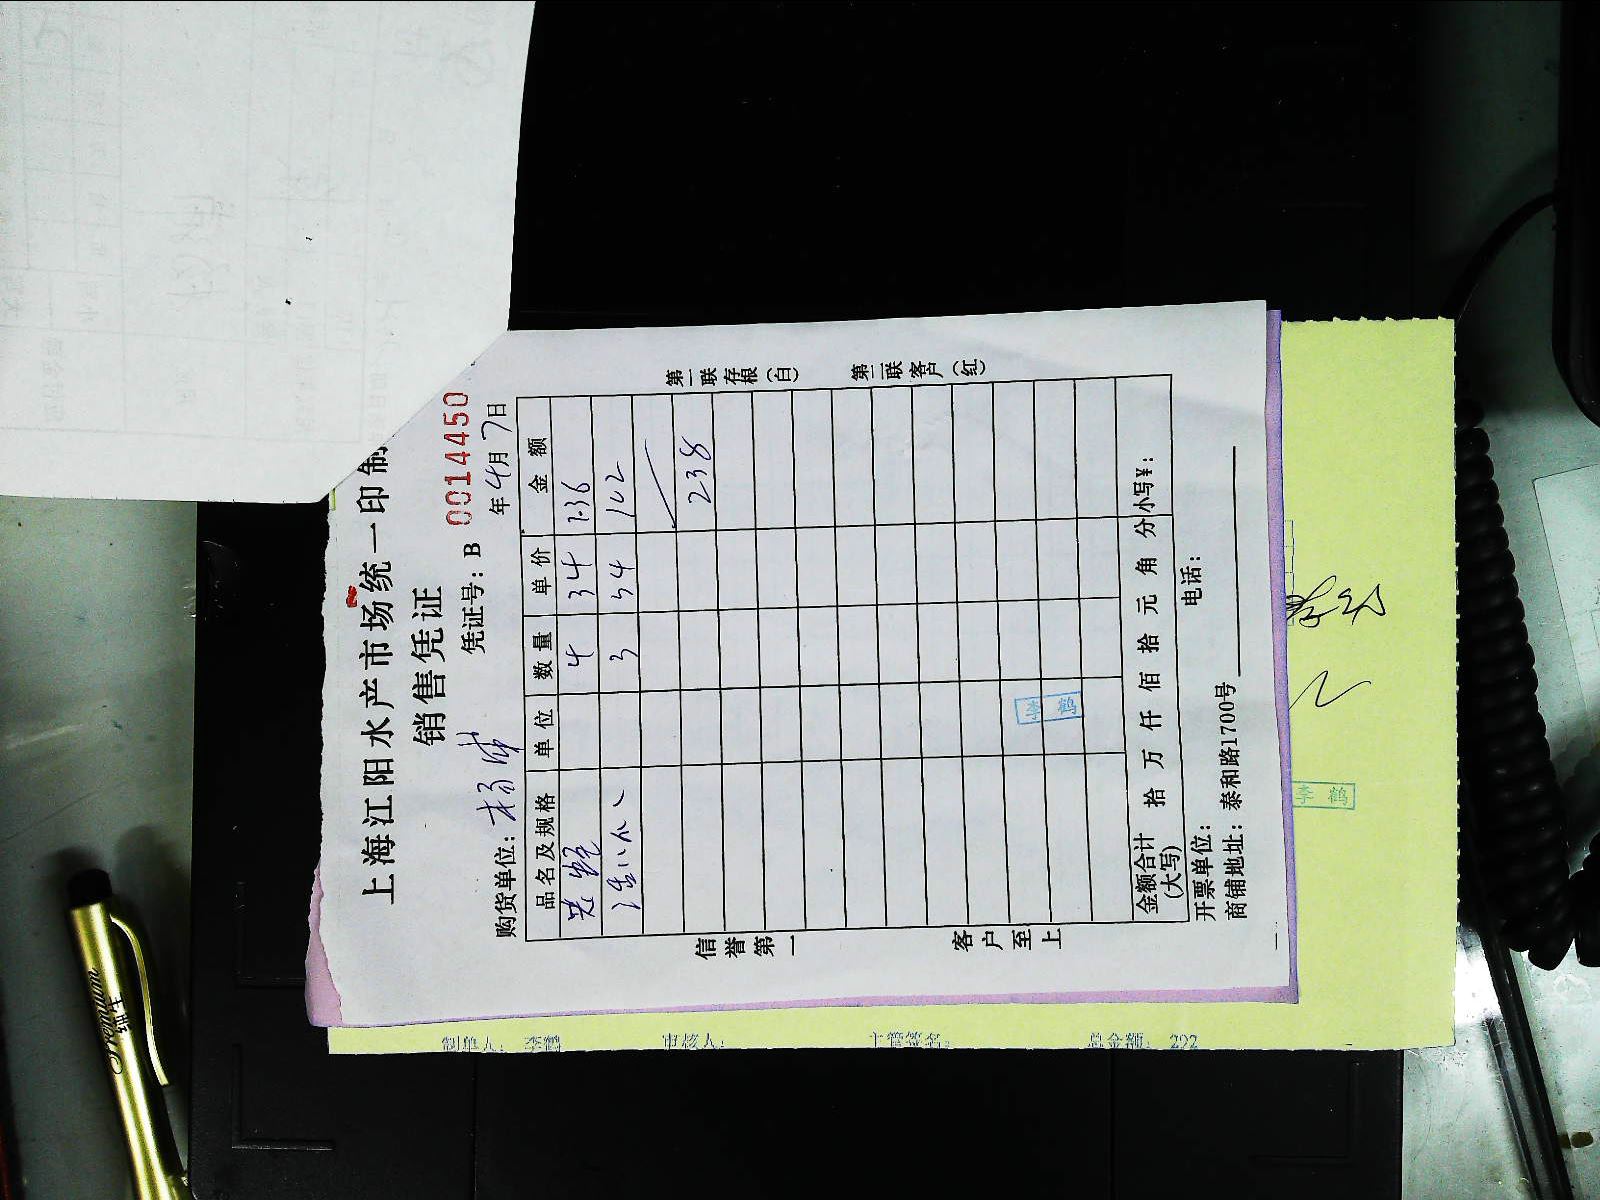 上海江阳水产市场统一印制
销售凭证
凭证号：B 0014450
购货单位：杨 年4月7日
品名及规格 单位 数量 单价 金额
4 34 136
3 34 102
238
第一联存根（白） 第二联客户（红）
信誉第一 客户至上
李鹤
金额合计（大写） 拾 万 仟 佰 拾 元 角 分 小写¥：
开票单位： 电话：
商铺地址：泰和路1700号
李鹤
制单人： 审核人： 主管签名： 总金额：292
Premium